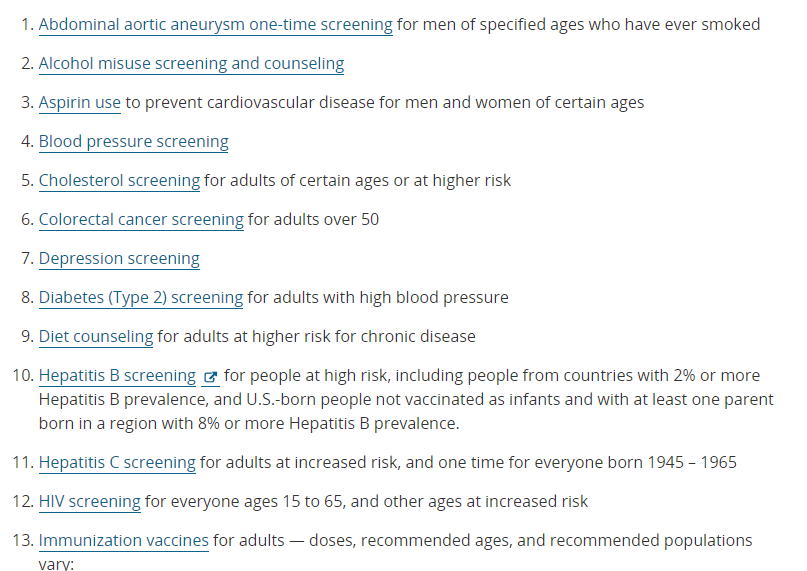 1. Abdominal aortic aneurysm one-time screening for men of specified ages who have ever smoked
2. Alcohol misuse screening and counseling
3. Aspirin use to prevent cardiovascular disease for men and women of certain ages
4. Blood pressure screening
5. Cholesterol screening for adults of certain ages or at higher risk
6. Colorectal cancer screening for adults over 50
7. Depression screening
8. Diabetes (Type 2) screening for adults with high blood pressure
9. Diet counseling for adults at higher risk for chronic disease
10. Hepatitis B screening for people at high risk, including people from countries with 2% or more
Hepatitis B prevalence, and U.S.-born people not vaccinated as infants and with at least one parent
born in a region with 8% or more Hepatitis B prevalence.
11. Hepatitis C screening for adults at increased risk, and one time for everyone born 1945 – 1965
12. HIV screening for everyone ages 15 to 65, and other ages at increased risk
13. Immunization vaccines for adults — doses, recommended ages, and recommended populations
vary: